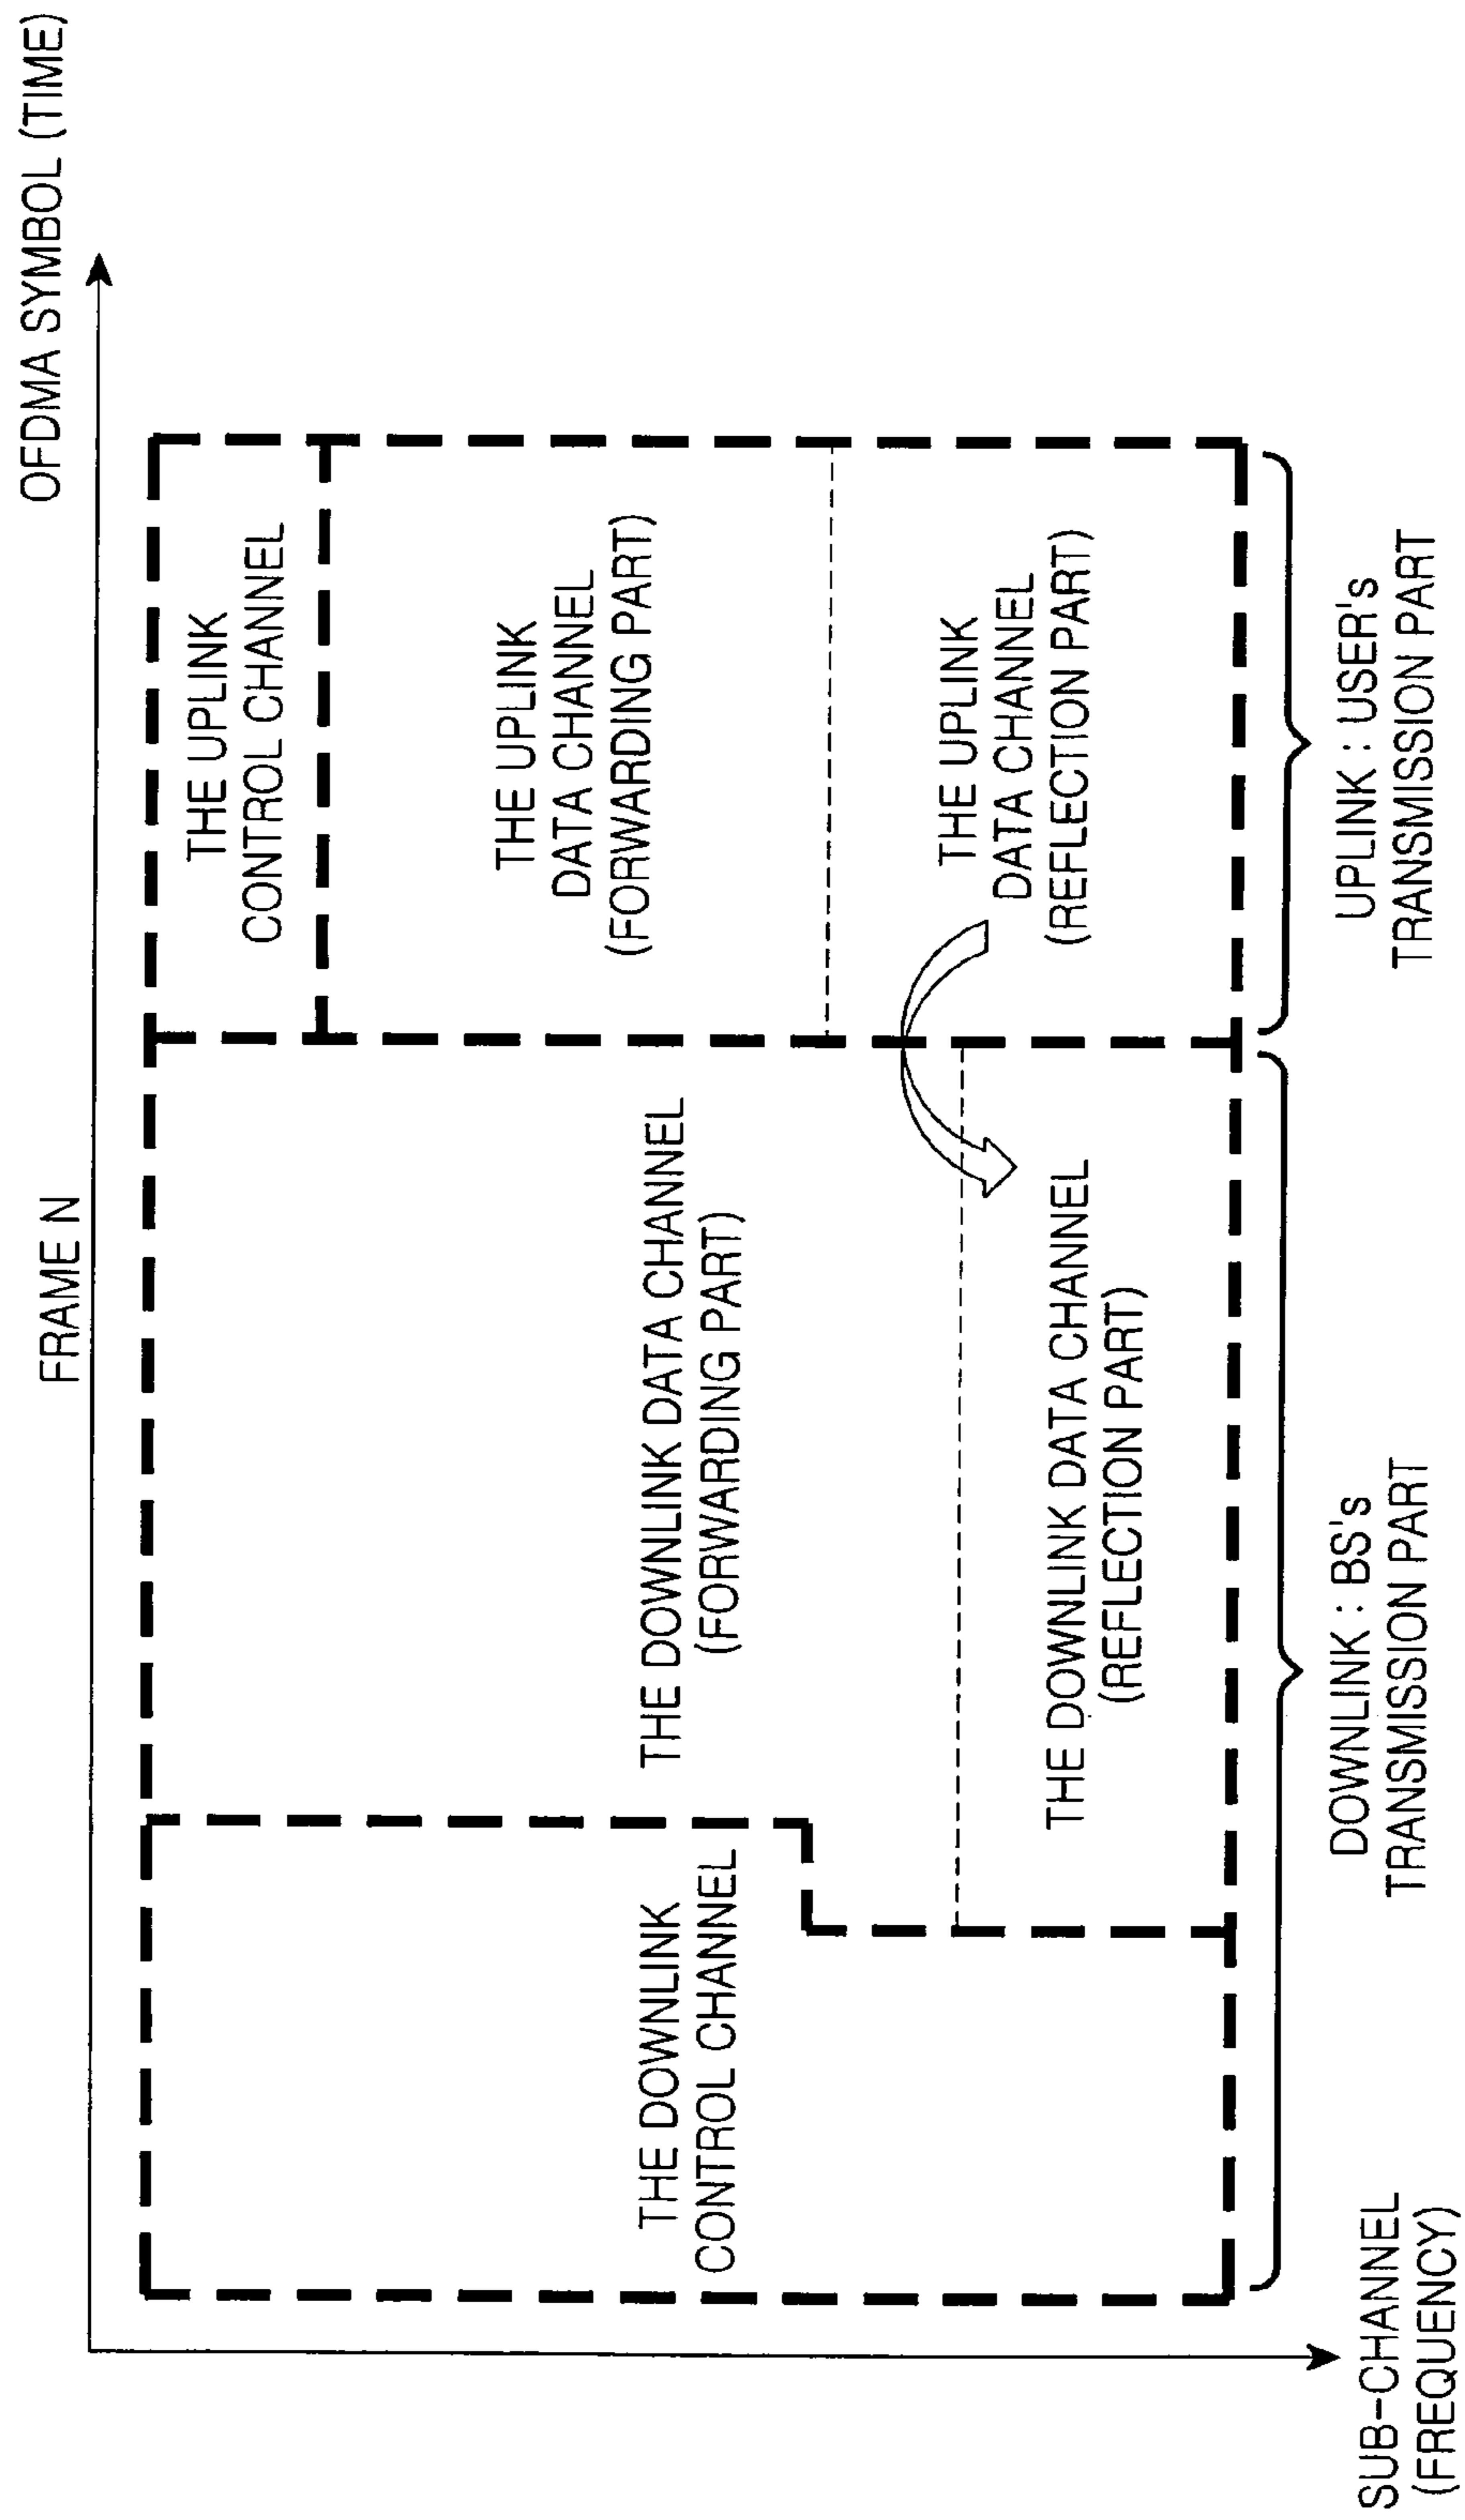 FRAME N
OFDMA SYMBOL (TIME)
THE DOWNLINK
CONTROL CHANNEL
THE DOWNLINK DATA CHANNEL
(FORWARDING PART)
THE DOWNLINK DATA CHANNEL
(REFLECTION PART)
THE UPLINK
CONTROL CHANNEL
THE UPLINK
DATA CHANNEL
(FORWARDING PART)
THE UPLINK
DATA CHANNEL
(REFLECTION PART)
SUB-CHANNEL
(FREQUENCY)
DOWNLINK : BS's
TRANSMISSION PART
UPLINK : USER's
TRANSMISSION PART